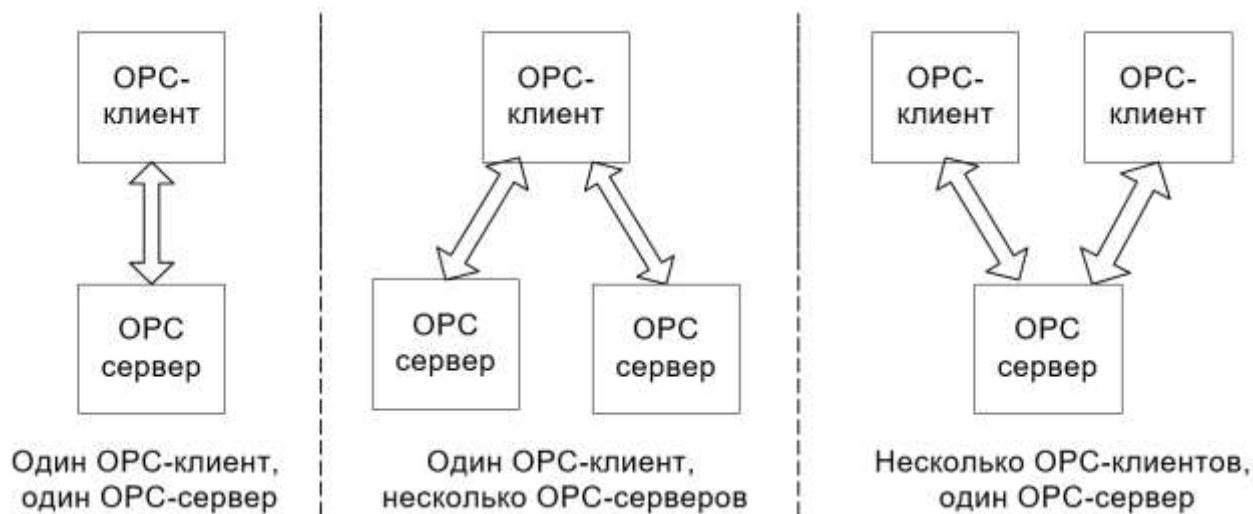 OPC-
клиент
OPC
сервер
Один OPC-клиент,
один OPC-сервер
OPC-
клиент
OPC
сервер
OPC
сервер
Один OPC-клиент,
несколько OPC-серверов
OPC-
клиент
OPC-
клиент
OPC
сервер
Несколько OPC-клиентов,
один OPC-сервер